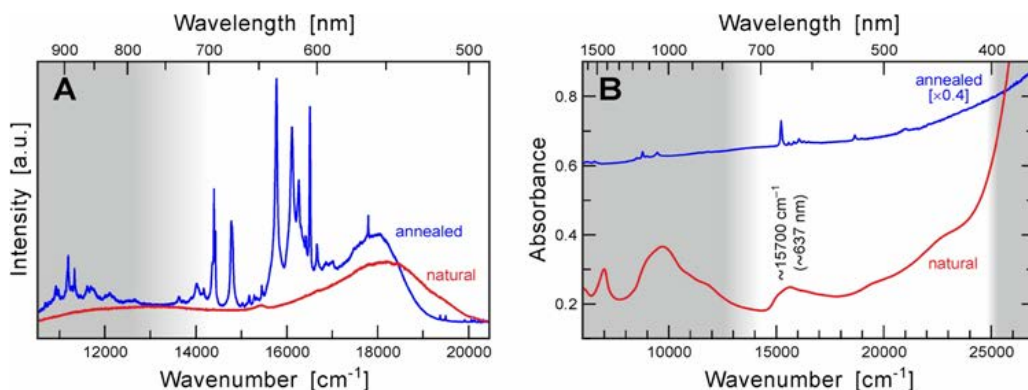 Wavelength [nm]
900 800 700 600 500
A
Intensity [a.u.]
annealed
natural
12000 14000 16000 18000 20000
Wavenumber [cm⁻¹]
Wavelength [nm]
1500 1000 700 500 400
B
0.8
0.6
0.4
0.2
Absorbance
annealed
[×0.4]
~15700 cm⁻¹
(~637 nm)
natural
10000 15000 20000 25000
Wavenumber [cm⁻¹]